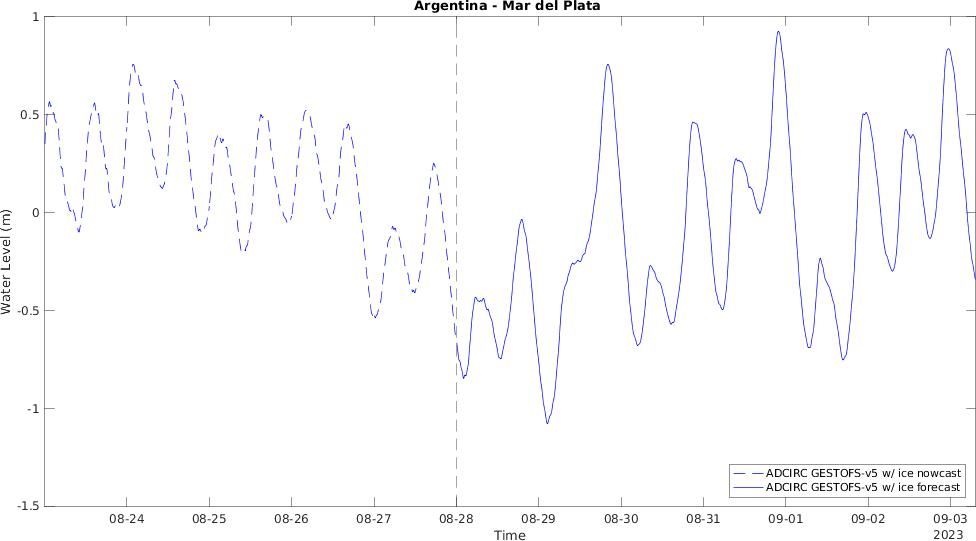 Argentina - Mar del Plata
1
0.5
0
-0.5
-1
-1.5
Water Level (m)
ADCIRC GESTOFS-v5 w/ ice nowcast
ADCIRC GESTOFS-v5 w/ ice forecast
08-24 08-25 08-26 08-27 08-28 08-29 08-30 08-31 09-01 09-02 09-03
Time 2023